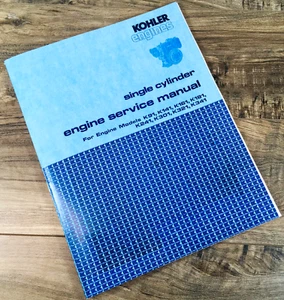 KOHLER
engines
single cylinder
engine service manual
For Engine Models K91, K141, K161, K181,
K241, K301, K321, K341